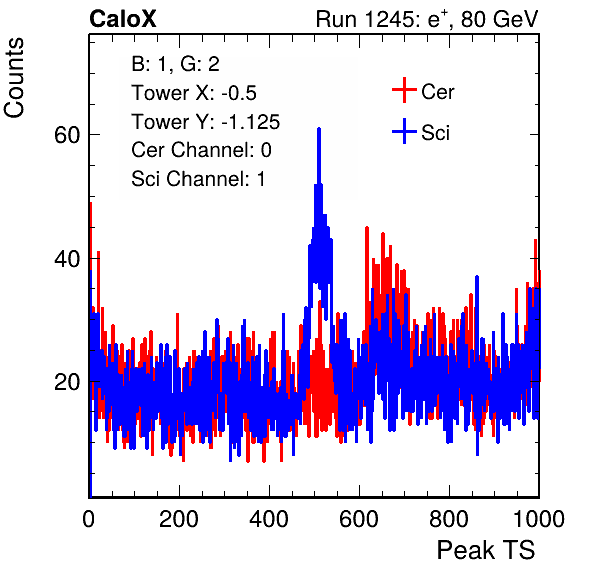 CaloX Run 1245: e⁺, 80 GeV
Counts
B: 1, G: 2
Tower X: -0.5
Tower Y: -1.125
Cer Channel: 0
Sci Channel: 1
Cer
Sci
60
40
20
0 200 400 600 800 1000
Peak TS